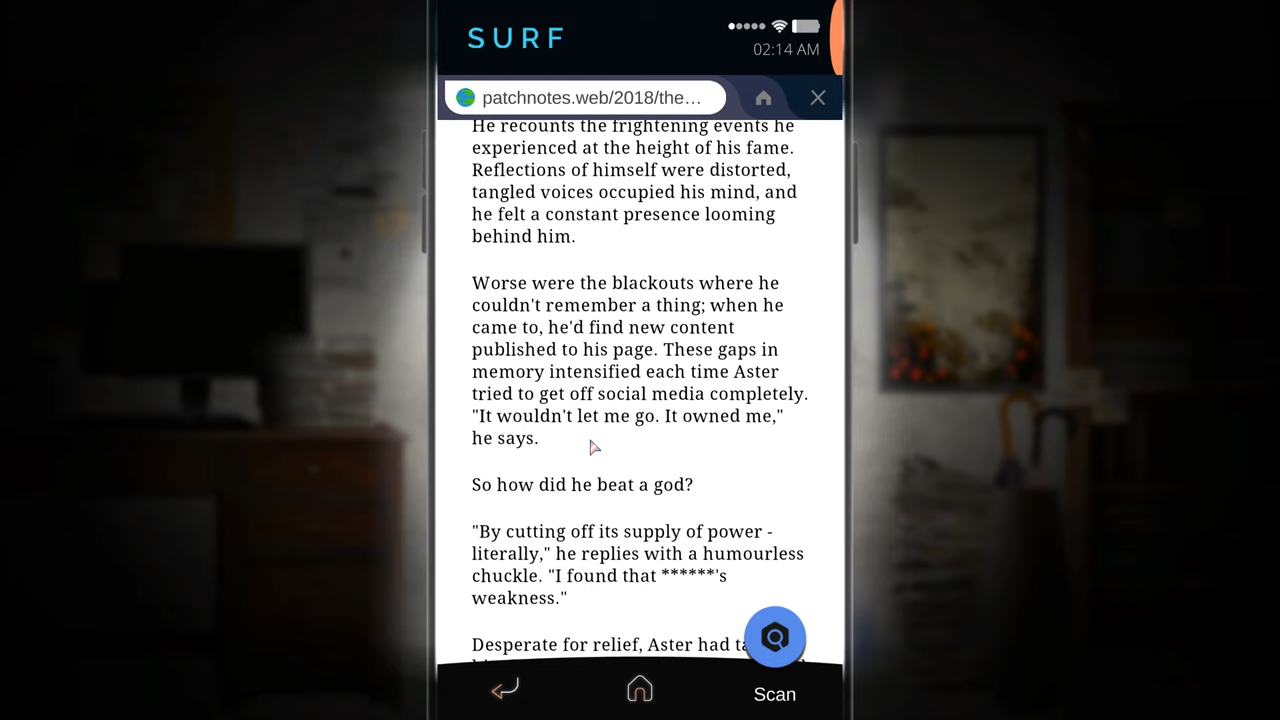 SURF
02:14 AM
patchnotes.web/2018/the...
He recounts the frightening events he
experienced at the height of his fame.
Reflections of himself were distorted,
tangled voices occupied his mind, and
he felt a constant presence looming
behind him.
Worse were the blackouts where he
couldn't remember a thing; when he
came to, he'd find new content
published to his page. These gaps in
memory intensified each time Aster
tried to get off social media completely.
"It wouldn't let me go. It owned me,"
he says.
So how did he beat a god?
"By cutting off its supply of power -
literally," he replies with a humourless
chuckle. "I found that ******'s
weakness."
Desperate for relief, Aster had
Scan